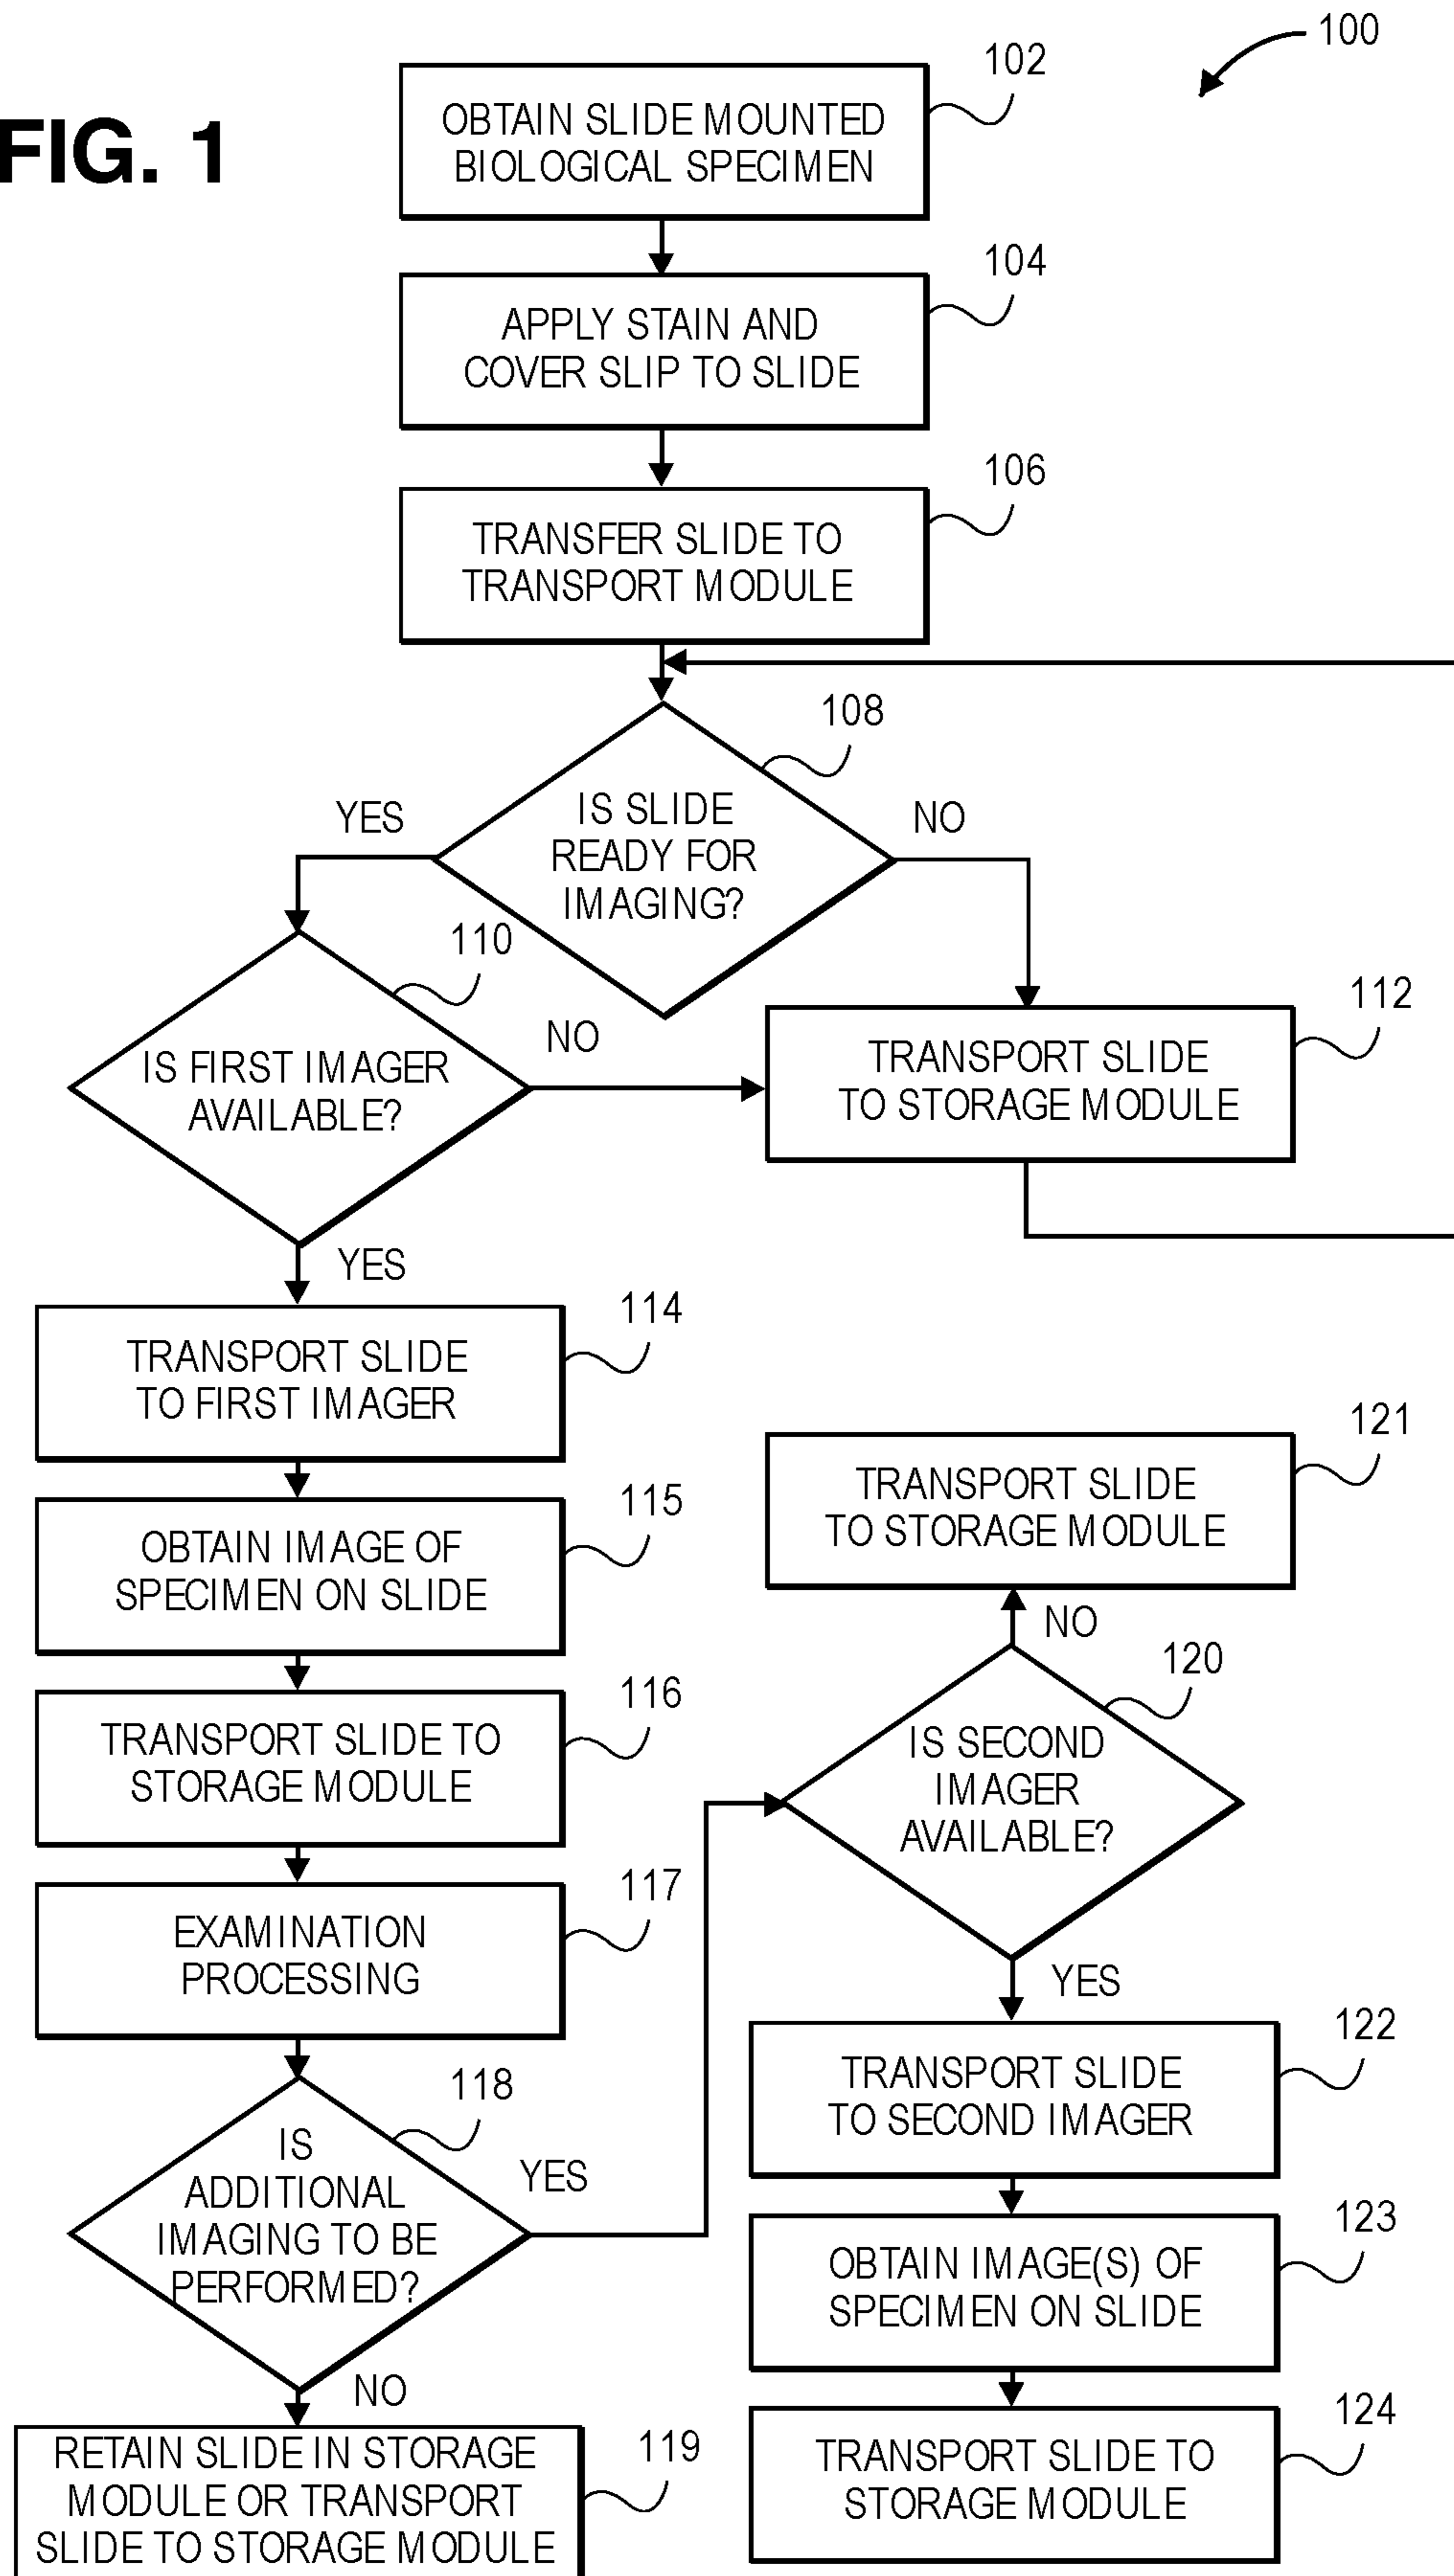 FIG. 1
100
102
OBTAIN SLIDE MOUNTED
BIOLOGICAL SPECIMEN
104
APPLY STAIN AND
COVER SLIP TO SLIDE
106
TRANSFER SLIDE TO
TRANSPORT MODULE
108
IS SLIDE
READY FOR
IMAGING?
YES
NO
110
IS FIRST IMAGER
AVAILABLE?
NO
YES
112
TRANSPORT SLIDE
TO STORAGE MODULE
114
TRANSPORT SLIDE
TO FIRST IMAGER
115
OBTAIN IMAGE OF
SPECIMEN ON SLIDE
116
TRANSPORT SLIDE TO
STORAGE MODULE
117
EXAMINATION
PROCESSING
118
IS
ADDITIONAL
IMAGING TO BE
PERFORMED?
YES
NO
119
RETAIN SLIDE IN STORAGE
MODULE OR TRANSPORT
SLIDE TO STORAGE MODULE
121
TRANSPORT SLIDE
TO STORAGE MODULE
NO
120
IS SECOND
IMAGER
AVAILABLE?
YES
122
TRANSPORT SLIDE
TO SECOND IMAGER
123
OBTAIN IMAGE(S) OF
SPECIMEN ON SLIDE
124
TRANSPORT SLIDE TO
STORAGE MODULE